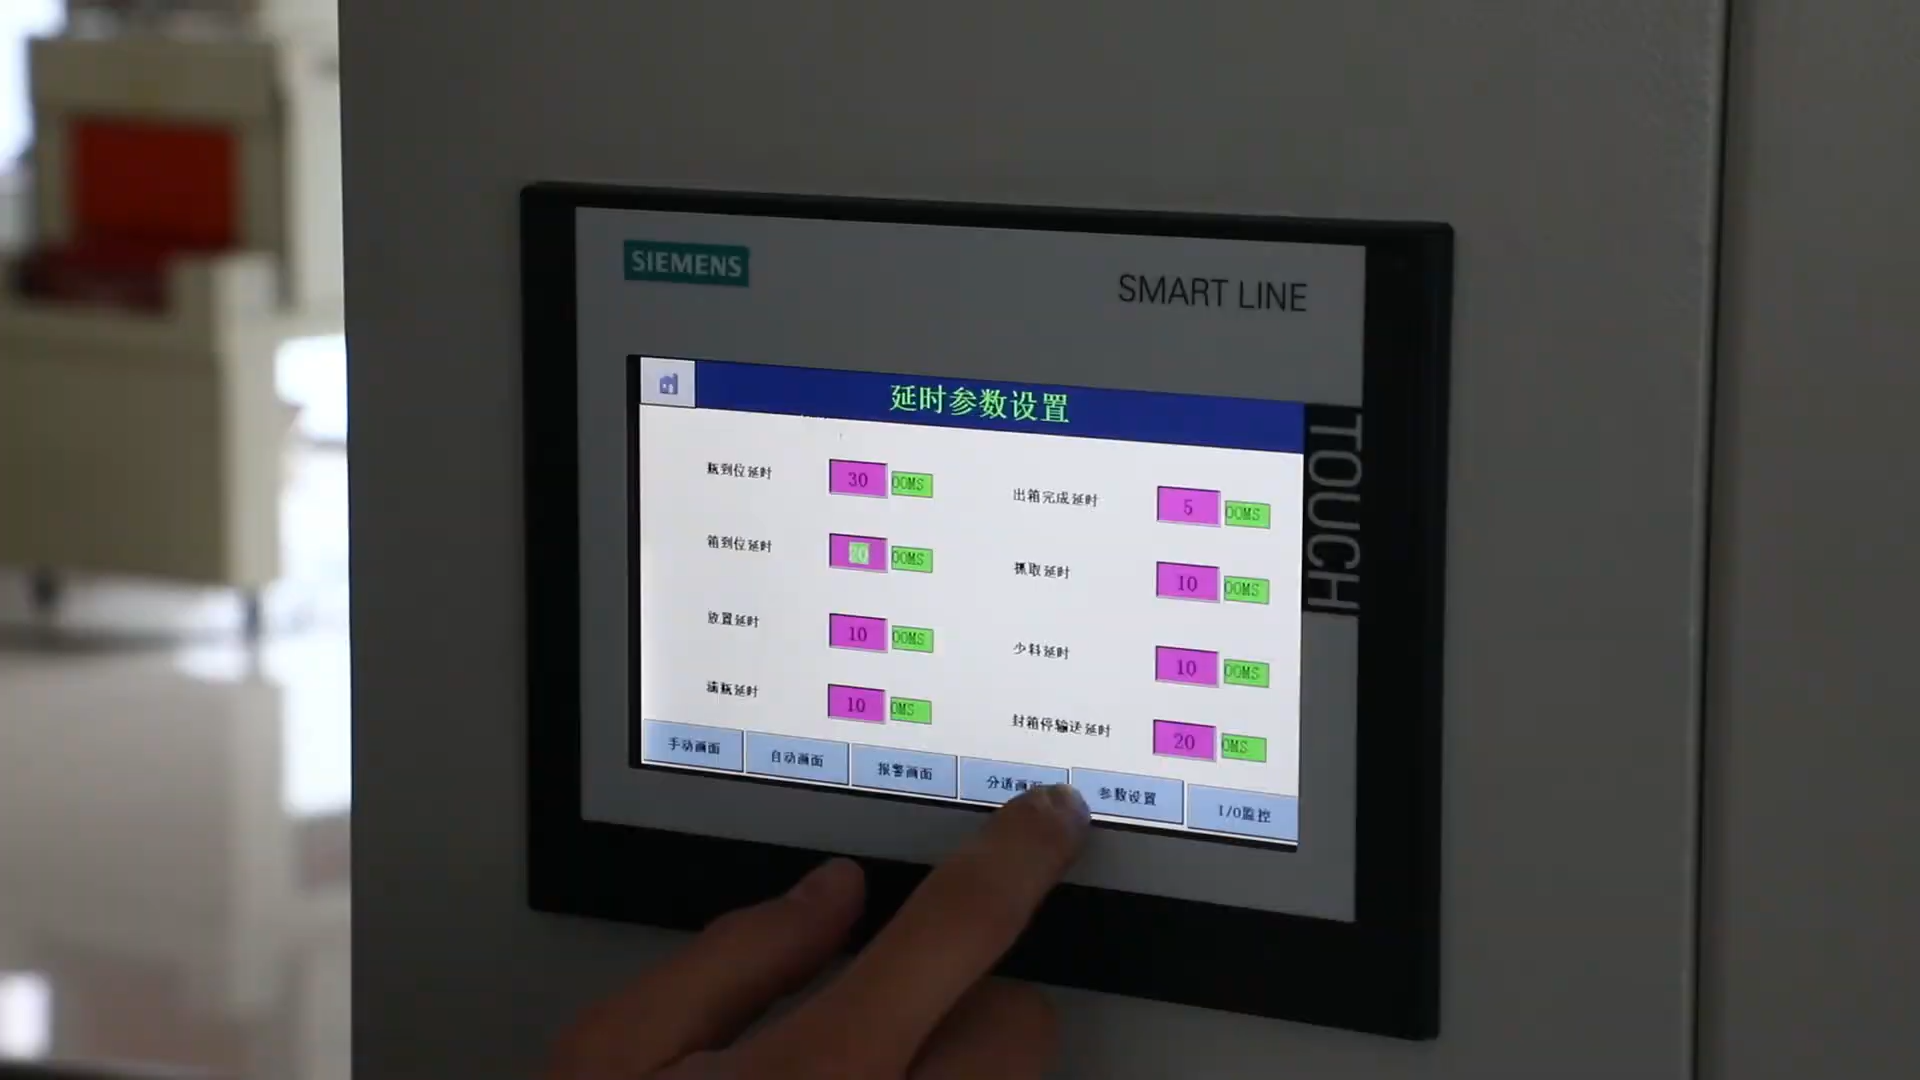 SIEMENS
SMART LINE
TOUCH
延时参数设置
瓶到位延时 30 00MS
出箱完成延时 5 00MS
箱到位延时 00MS
抓取延时 10 00MS
放置延时 10 00MS
少料延时 10 00MS
满瓶延时 10 0MS
封箱停输送延时 20 0MS
手动画面 自动画面 报警画面 分道画面 参数设置 I/O监控